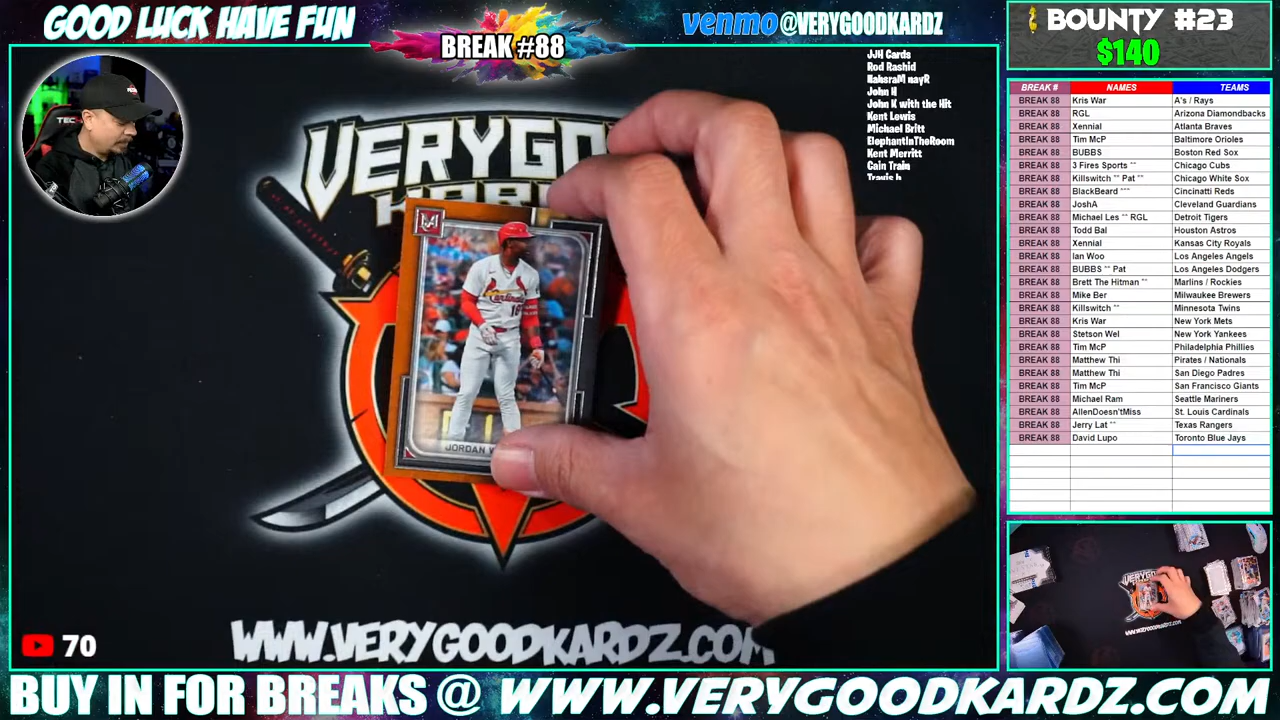 GOOD LUCK HAVE FUN
BREAK #88
venmo @VERYGOODKARDZ
BOUNTY #23
$140
JJH Cards
Rod Rashid
HahsraM nayR
John H
John K with the Hit
Kent Lewis
Michael Britt
ElephantInTheRoom
Kent Merritt
Cain Train
Travis h
BREAK # NAMES TEAMS
BREAK 88 Kris War A's / Rays
BREAK 88 RGL Arizona Diamondbacks
BREAK 88 Xennial Atlanta Braves
BREAK 88 Tim McP Baltimore Orioles
BREAK 88 BUBBS Boston Red Sox
BREAK 88 3 Fires Sports ** Chicago Cubs
BREAK 88 Killswitch ** Pat ** Chicago White Sox
BREAK 88 BlackBeard *** Cincinatti Reds
BREAK 88 JoshA Cleveland Guardians
BREAK 88 Michael Les ** RGL Detroit Tigers
BREAK 88 Todd Bal Houston Astros
BREAK 88 Xennial Kansas City Royals
BREAK 88 Ian Woo Los Angeles Angels
BREAK 88 BUBBS ** Pat Los Angeles Dodgers
BREAK 88 Brett The Hitman ** Marlins / Rockies
BREAK 88 Mike Ber Milwaukee Brewers
BREAK 88 Killswitch ** Minnesota Twins
BREAK 88 Kris War New York Mets
BREAK 88 Stetson Wel New York Yankees
BREAK 88 Tim McP Philadelphia Phillies
BREAK 88 Matthew Thi Pirates / Nationals
BREAK 88 Matthew Thi San Diego Padres
BREAK 88 Tim McP San Francisco Giants
BREAK 88 Michael Ram Seattle Mariners
BREAK 88 AllenDoesn'tMiss St. Louis Cardinals
BREAK 88 Jerry Lat ** Texas Rangers
BREAK 88 David Lupo Toronto Blue Jays
VERYGO
Cardinals
JORDAN W
WWW.VERYGOODKARDZ.COM
70
BUY IN FOR BREAKS @ WWW.VERYGOODKARDZ.COM